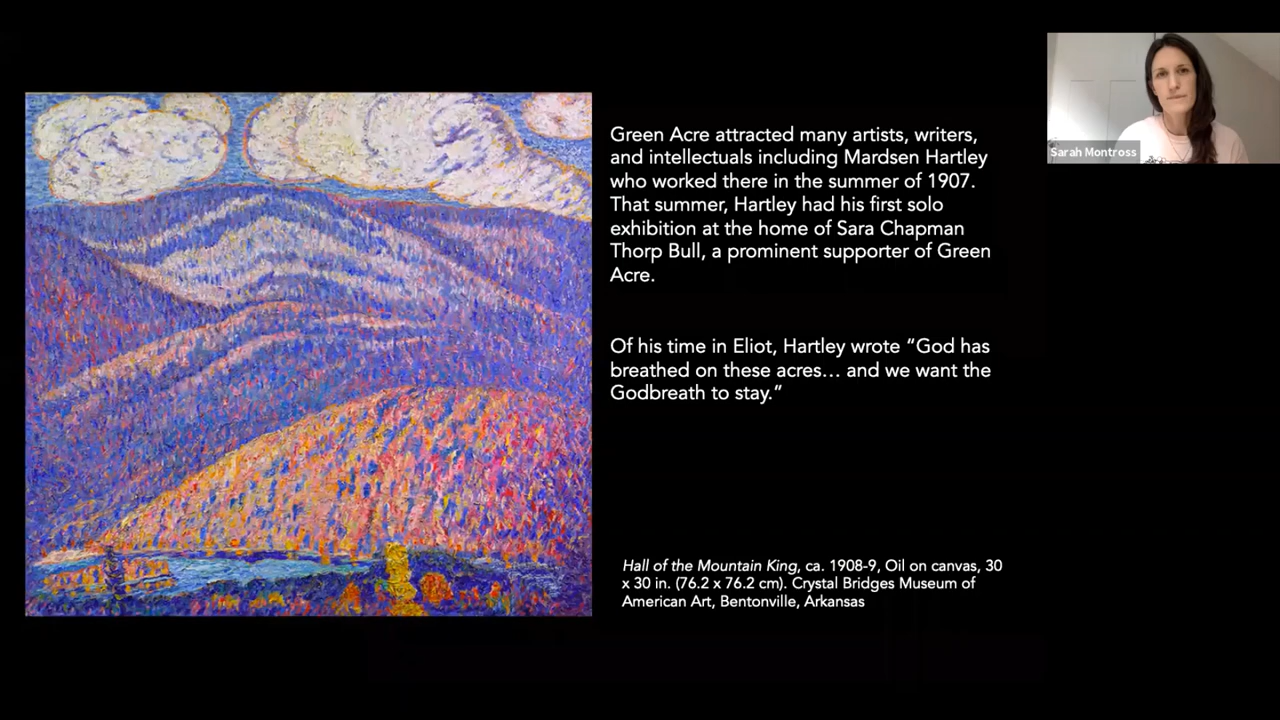 Green Acre attracted many artists, writers,
and intellectuals including Mardsen Hartley
who worked there in the summer of 1907.
That summer, Hartley had his first solo
exhibition at the home of Sara Chapman
Thorp Bull, a prominent supporter of Green
Acre.
Of his time in Eliot, Hartley wrote “God has
breathed on these acres… and we want the
Godbreath to stay.”
Hall of the Mountain King, ca. 1908-9, Oil on canvas, 30
x 30 in. (76.2 x 76.2 cm). Crystal Bridges Museum of
American Art, Bentonville, Arkansas
Sarah Montross